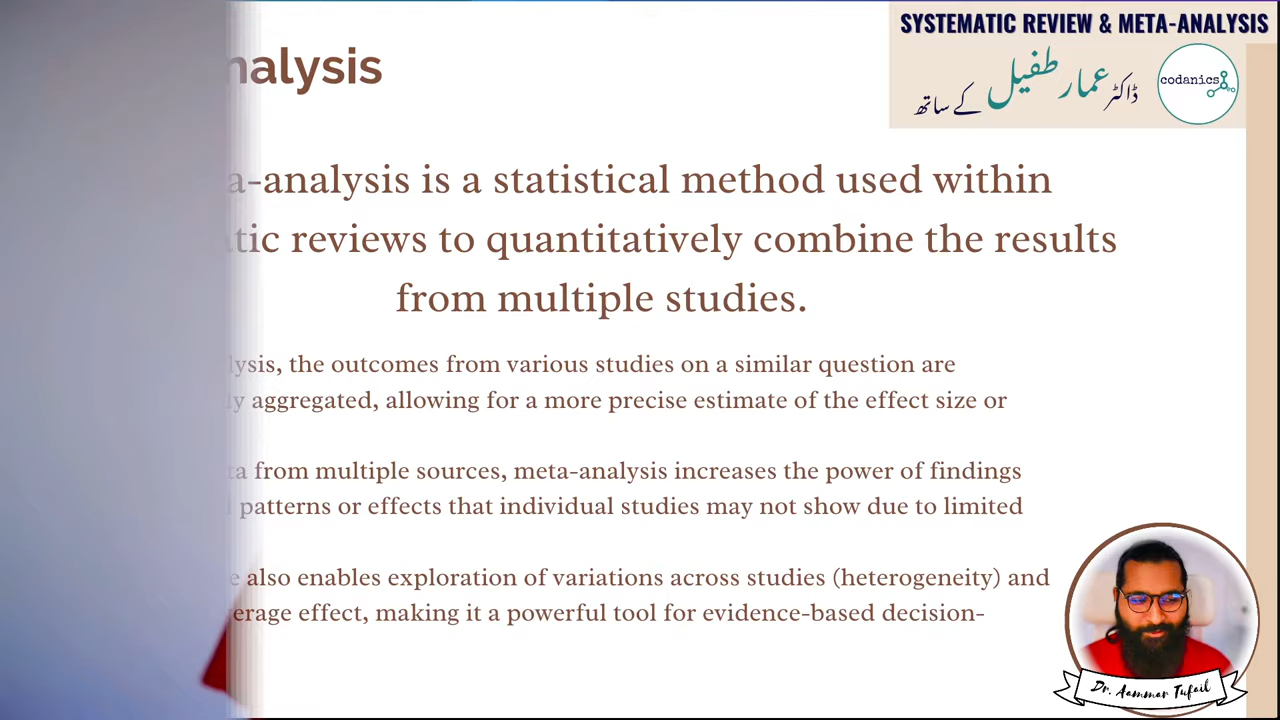 SYSTEMATIC REVIEW & META-ANALYSIS
ڈاکٹر عمار طفیل کے ساتھ
codanics
nalysis
a-analysis is a statistical method used within
tic reviews to quantitatively combine the results
from multiple studies.
lysis, the outcomes from various studies on a similar question are
ly aggregated, allowing for a more precise estimate of the effect size or
ta from multiple sources, meta-analysis increases the power of findings
patterns or effects that individual studies may not show due to limited
e also enables exploration of variations across studies (heterogeneity) and
erage effect, making it a powerful tool for evidence-based decision-
Dr. Aammar Tufail